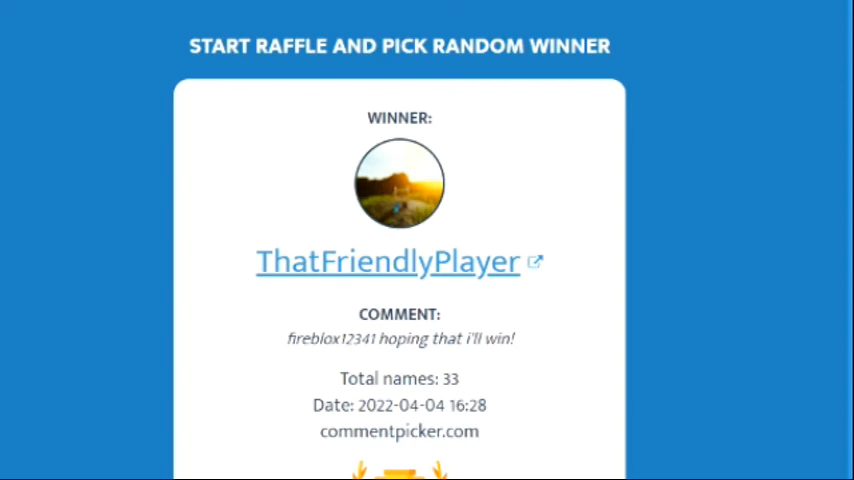 START RAFFLE AND PICK RANDOM WINNER
WINNER:
ThatFriendlyPlayer
COMMENT:
fireblox12341 hoping that i'll win!
Total names: 33
Date: 2022-04-04 16:28
commentpicker.com